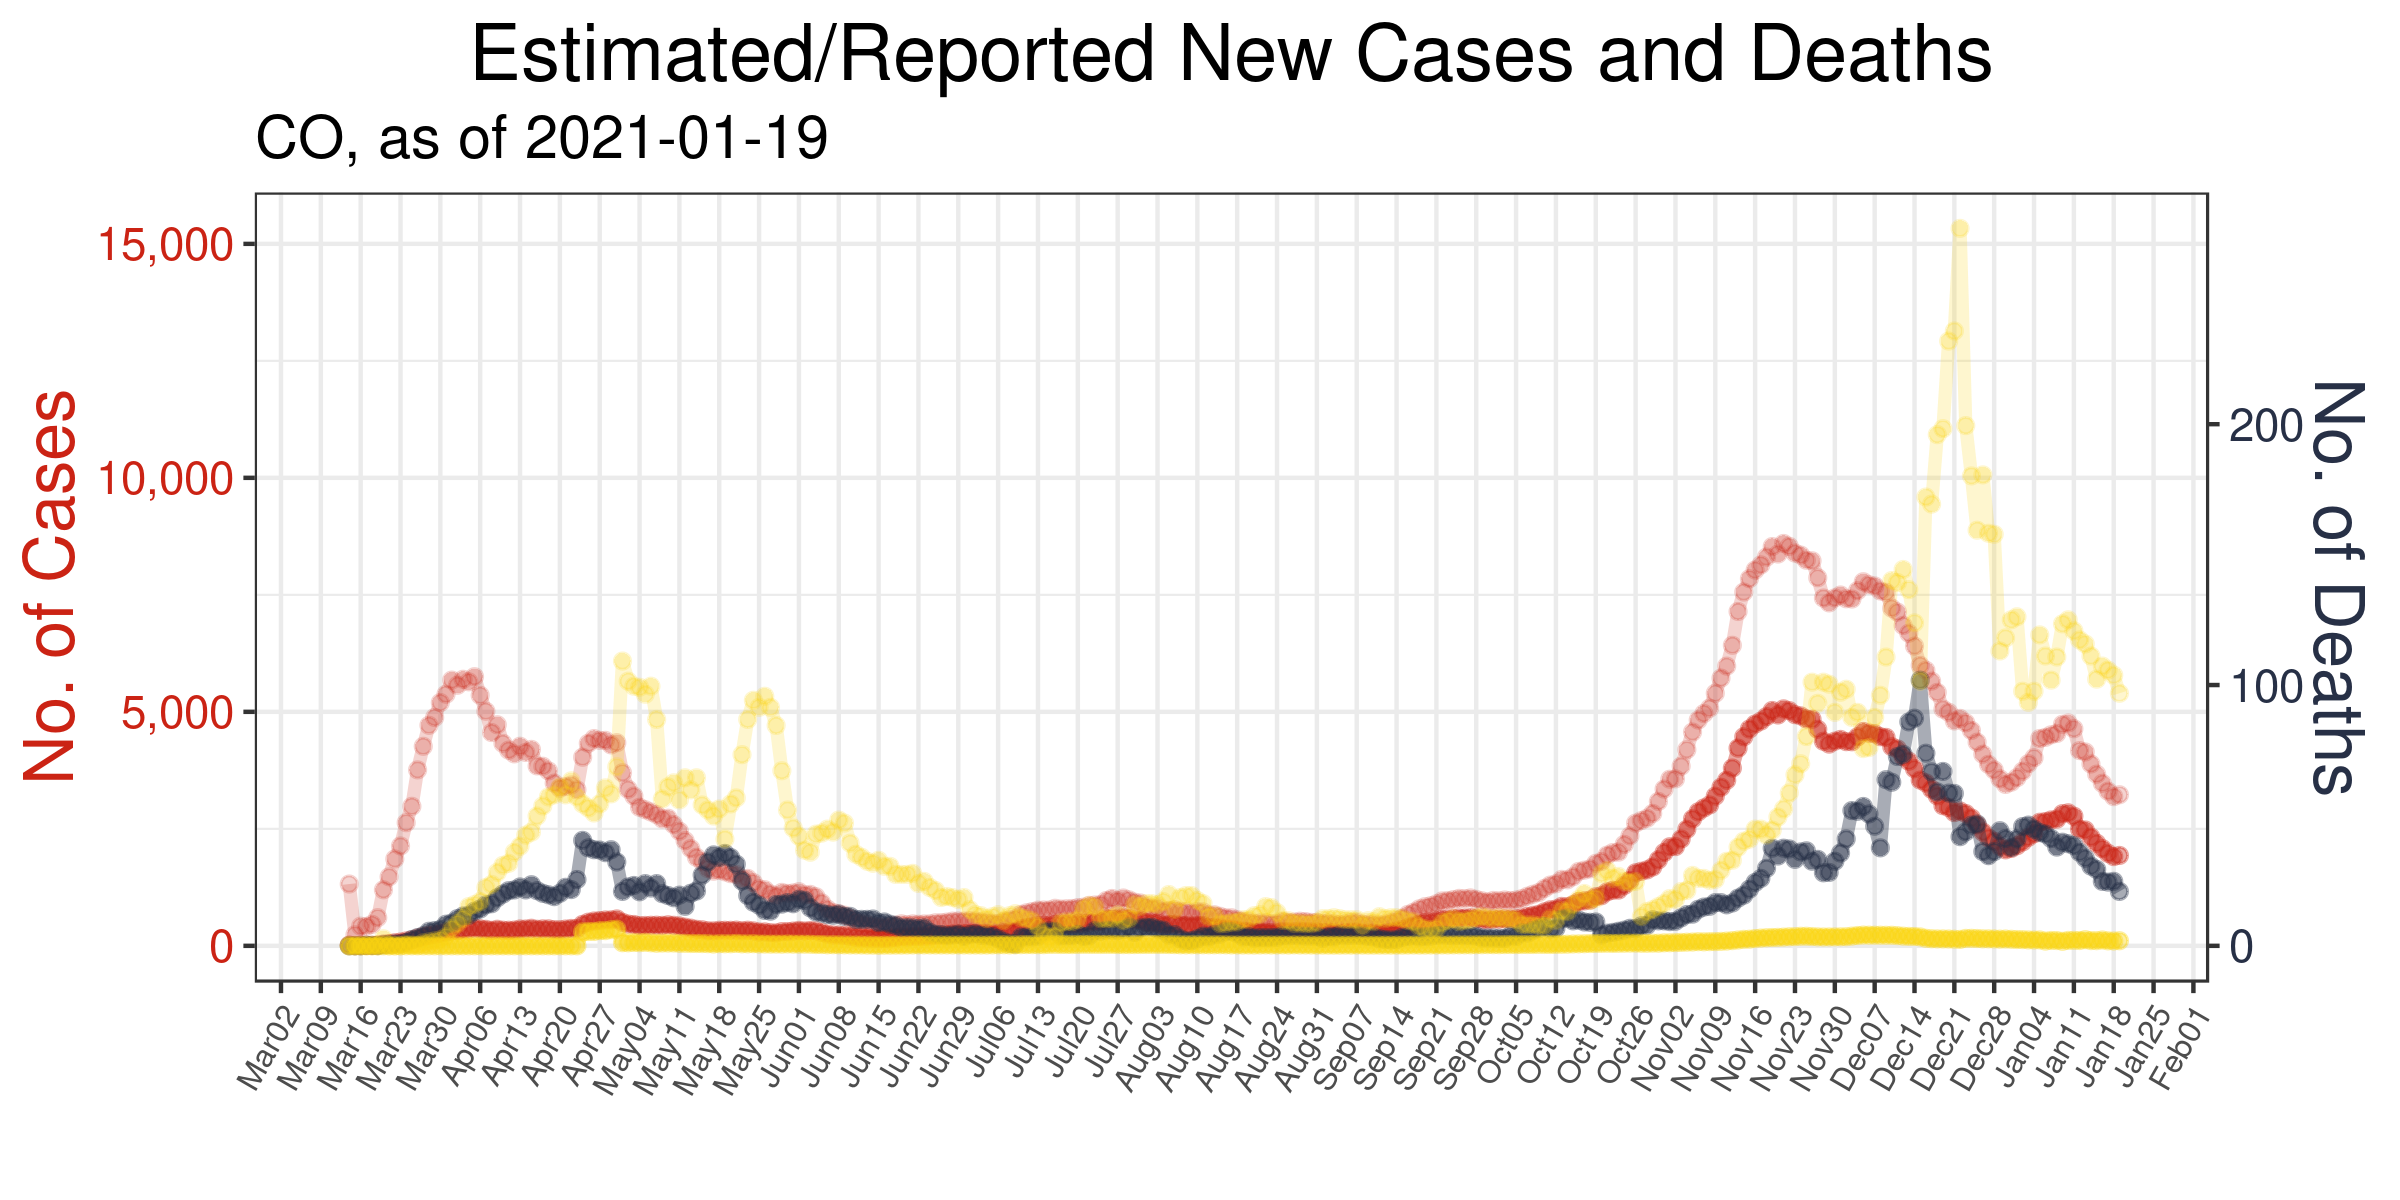 Estimated/Reported New Cases and Deaths
CO, as of 2021-01-19
No. of Cases
15,000
10,000
5,000
0
No. of Deaths
200
100
0
Mar02
Mar09
Mar16
Mar23
Mar30
Apr06
Apr13
Apr20
Apr27
May04
May11
May18
May25
Jun01
Jun08
Jun15
Jun22
Jun29
Jul06
Jul13
Jul20
Jul27
Aug03
Aug10
Aug17
Aug24
Aug31
Sep07
Sep14
Sep21
Sep28
Oct05
Oct12
Oct19
Oct26
Nov02
Nov09
Nov16
Nov23
Nov30
Dec07
Dec14
Dec21
Dec28
Jan04
Jan11
Jan18
Jan25
Feb01